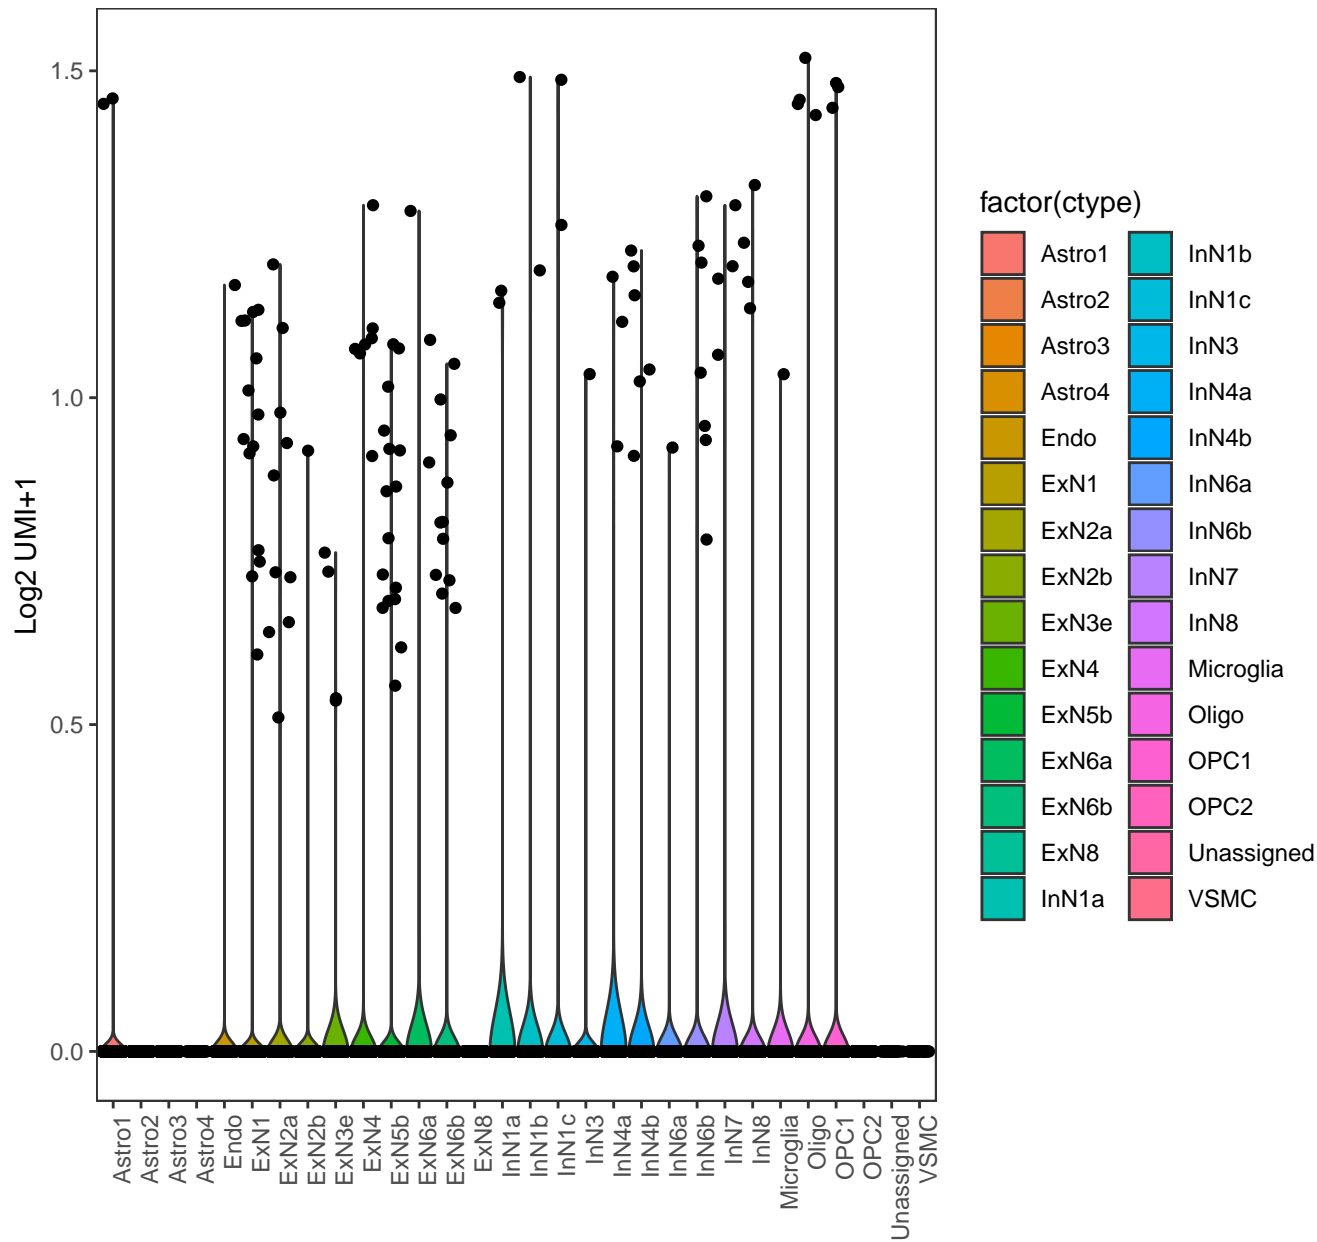 Log2 UMI+1
1.5
1.0
0.5
0.0
Astro1
Astro2
Astro3
Astro4
Endo
ExN1
ExN2a
ExN2b
ExN3e
ExN4
ExN5b
ExN6a
ExN6b
ExN8
InN1a
InN1b
InN1c
InN3
InN4a
InN4b
InN6a
InN6b
InN7
InN8
Microglia
Oligo
OPC1
OPC2
Unassigned
VSMC
factor(ctype)
Astro1
Astro2
Astro3
Astro4
Endo
ExN1
ExN2a
ExN2b
ExN3e
ExN4
ExN5b
ExN6a
ExN6b
ExN8
InN1a
InN1b
InN1c
InN3
InN4a
InN4b
InN6a
InN6b
InN7
InN8
Microglia
Oligo
OPC1
OPC2
Unassigned
VSMC